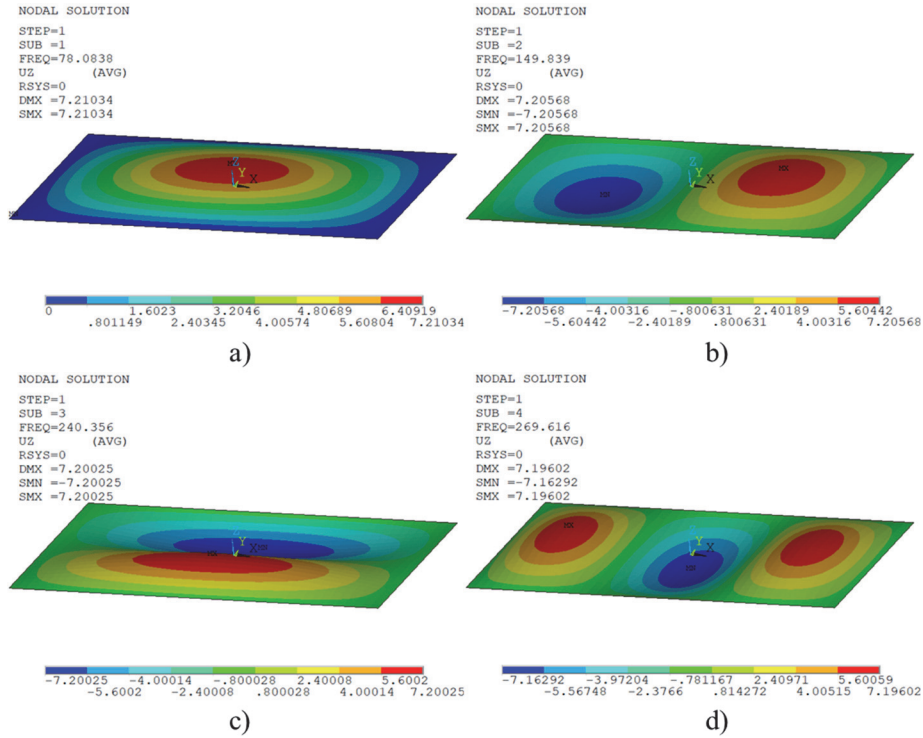 NODAL SOLUTION
STEP=1
SUB =1
FREQ=78.0838
UZ (AVG)
RSYS=0
DMX =7.21034
SMX =7.21034
Z
Y
X
0 1.6023 3.2046 4.80689 6.40919
.801149 2.40345 4.00574 5.60804 7.21034
a)
NODAL SOLUTION
STEP=1
SUB =2
FREQ=149.839
UZ (AVG)
RSYS=0
DMX =7.20568
SMN =-7.20568
SMX =7.20568
MX
Z
Y
X
MN
-7.20568 -4.00316 -.800631 2.40189 5.60442
-5.60442 -2.40189 .800631 4.00316 7.20568
b)
NODAL SOLUTION
STEP=1
SUB =3
FREQ=240.356
UZ (AVG)
RSYS=0
DMX =7.20025
SMN =-7.20025
SMX =7.20025
Z
Y
MX X MN
-7.20025 -4.00014 -.800028 2.40008 5.6002
-5.6002 -2.40008 .800028 4.00014 7.20025
c)
NODAL SOLUTION
STEP=1
SUB =4
FREQ=269.616
UZ (AVG)
RSYS=0
DMX =7.19602
SMN =-7.16292
SMX =7.19602
MX
Z
Y
X
MN
-7.16292 -3.97204 -.781167 2.40971 5.60059
-5.56748 -2.3766 .814272 4.00515 7.19602
d)